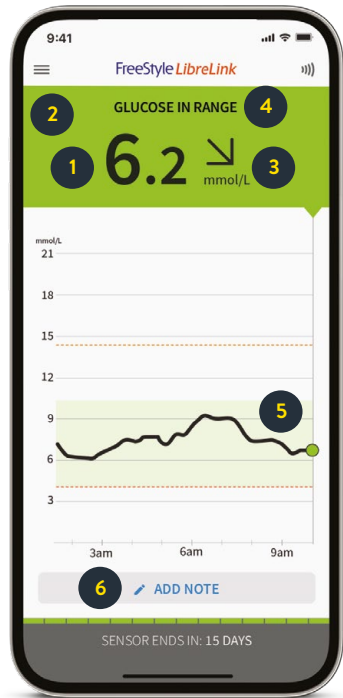 9:41
FreeStyle LibreLink
2 GLUCOSE IN RANGE 4
1 6.2 mmol/L 3
mmol/L
21
18
15
12
9
5
6
3
3am 6am 9am
6 ADD NOTE
SENSOR ENDS IN: 15 DAYS